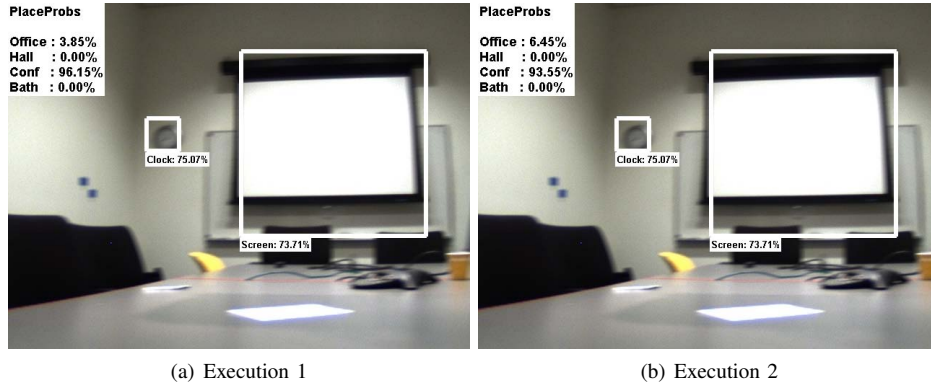 PlaceProbs
Office : 3.85%
Hall : 0.00%
Conf : 96.15%
Bath : 0.00%
Clock: 75.07%
Screen: 73.71%
(a) Execution 1
PlaceProbs
Office : 6.45%
Hall : 0.00%
Conf : 93.55%
Bath : 0.00%
Clock: 75.07%
Screen: 73.71%
(b) Execution 2